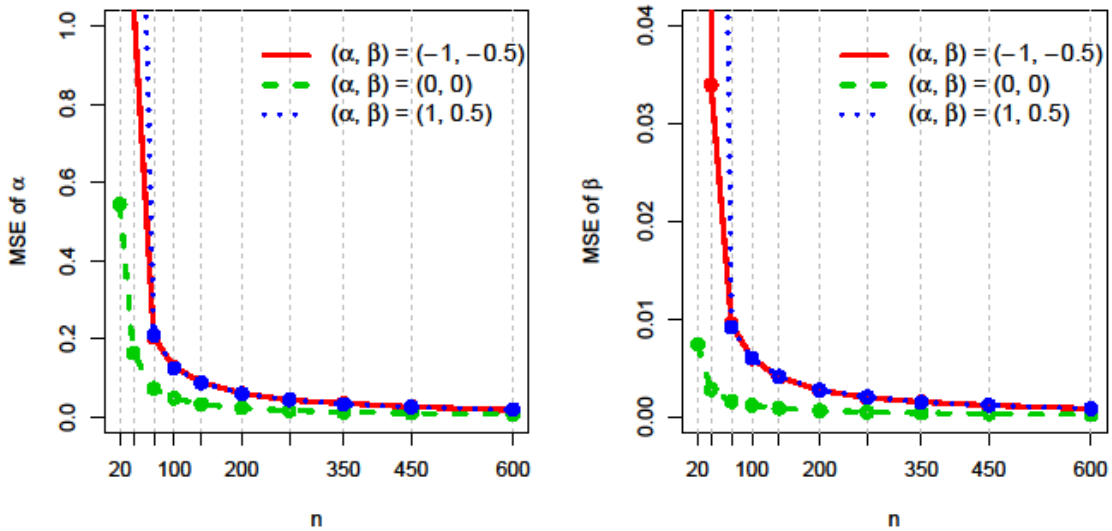 MSE of α
1.0
0.8
0.6
0.4
0.2
0.0
(α, β) = (−1, −0.5)
(α, β) = (0, 0)
(α, β) = (1, 0.5)
20 100 200 350 450 600
n
MSE of β
0.04
0.03
0.02
0.01
0.00
(α, β) = (−1, −0.5)
(α, β) = (0, 0)
(α, β) = (1, 0.5)
20 100 200 350 450 600
n